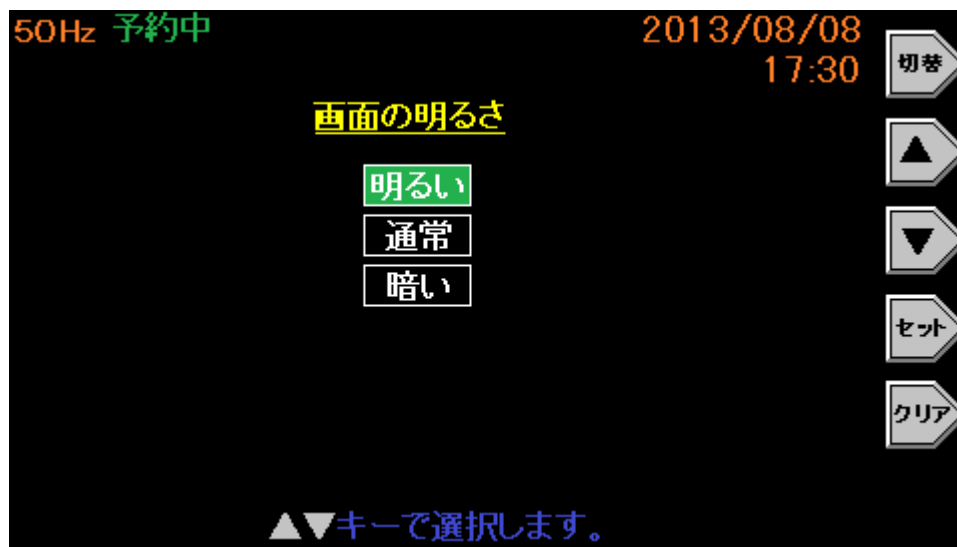 50Hz 予約中
2013/08/08
17:30
切替
画面の明るさ
▲
明るい
通常
▼
暗い
セット
クリア
▲▼キーで選択します。